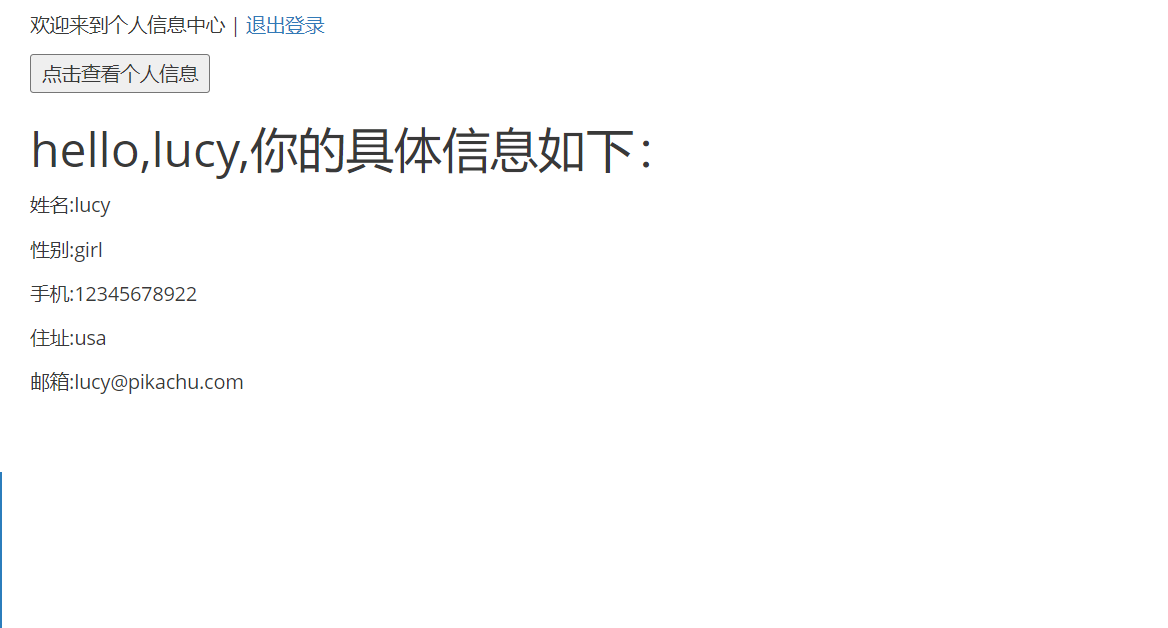 欢迎来到个人信息中心 | 退出登录
点击查看个人信息
hello,lucy,你的具体信息如下：
姓名:lucy
性别:girl
手机:12345678922
住址:usa
邮箱:lucy@pikachu.com